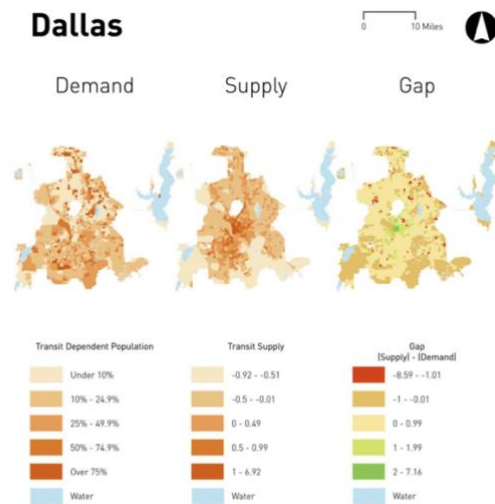 Dallas
0 10 Miles
Demand Supply Gap
Transit Dependent Population
Under 10%
10% - 24.9%
25% - 49.9%
50% - 74.9%
Over 75%
Water
Transit Supply
-0.92 - -0.51
-0.5 - -0.01
0 - 0.49
0.5 - 0.99
1 - 6.92
Water
Gap
(Supply) - (Demand)
-8.59 - -1.01
-1 - -0.01
0 - 0.99
1 - 1.99
2 - 7.16
Water